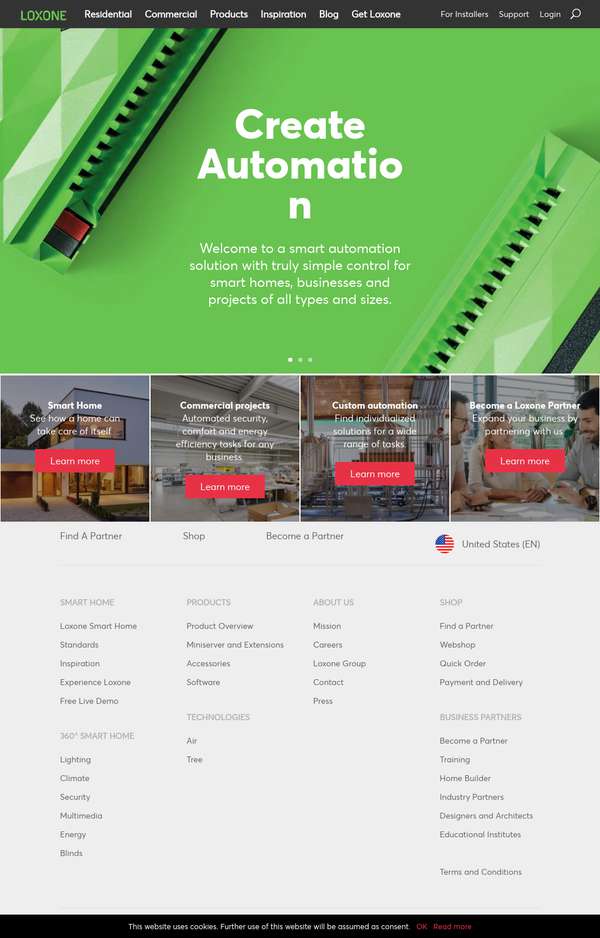 LOXONE
Residential Commercial Products Inspiration Blog Get Loxone
For Installers Support Login
Create
Automatio
n
Welcome to a smart automation
solution with truly simple control for
smart homes, businesses and
projects of all types and sizes.
Smart Home
See how a home can
take care of itself
Learn more
Commercial projects
Automated security,
comfort and energy
efficiency tasks for any
business
Learn more
Custom automation
Find individualized
solutions for a wide
range of tasks
Learn more
Become a Loxone Partner
Expand your business by
partnering with us
Learn more
Find A Partner Shop Become a Partner United States (EN)
SMART HOME
Loxone Smart Home
Standards
Inspiration
Experience Loxone
Free Live Demo
360° SMART HOME
Lighting
Climate
Security
Multimedia
Energy
Blinds
PRODUCTS
Product Overview
Miniserver and Extensions
Accessories
Software
TECHNOLOGIES
Air
Tree
ABOUT US
Mission
Careers
Loxone Group
Contact
Press
SHOP
Find a Partner
Webshop
Quick Order
Payment and Delivery
BUSINESS PARTNERS
Become a Partner
Training
Home Builder
Industry Partners
Designers and Architects
Educational Institutes
Terms and Conditions
This website uses cookies. Further use of this website will be assumed as consent. OK Read more